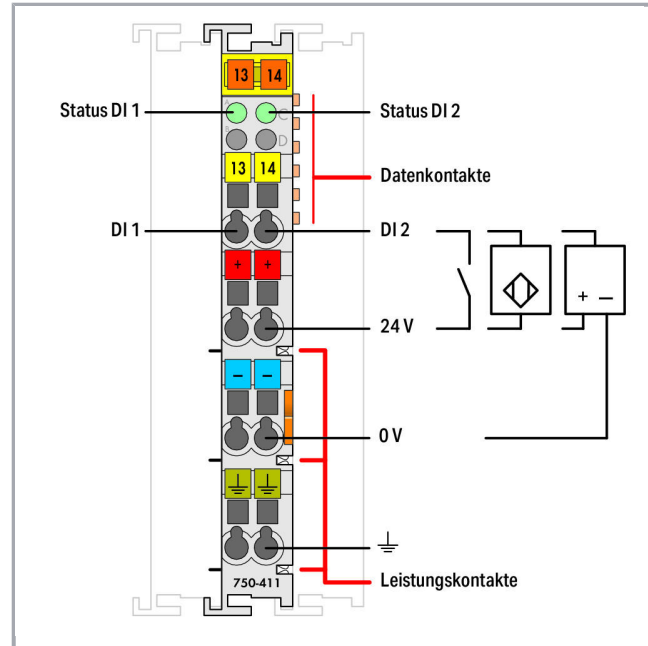 13 14
A C
Status DI 1 Status DI 2
B D
13 14
Datenkontakte
DI 1 DI 2
+ +
+ −
24 V
− −
0 V
750-411
Leistungskontakte